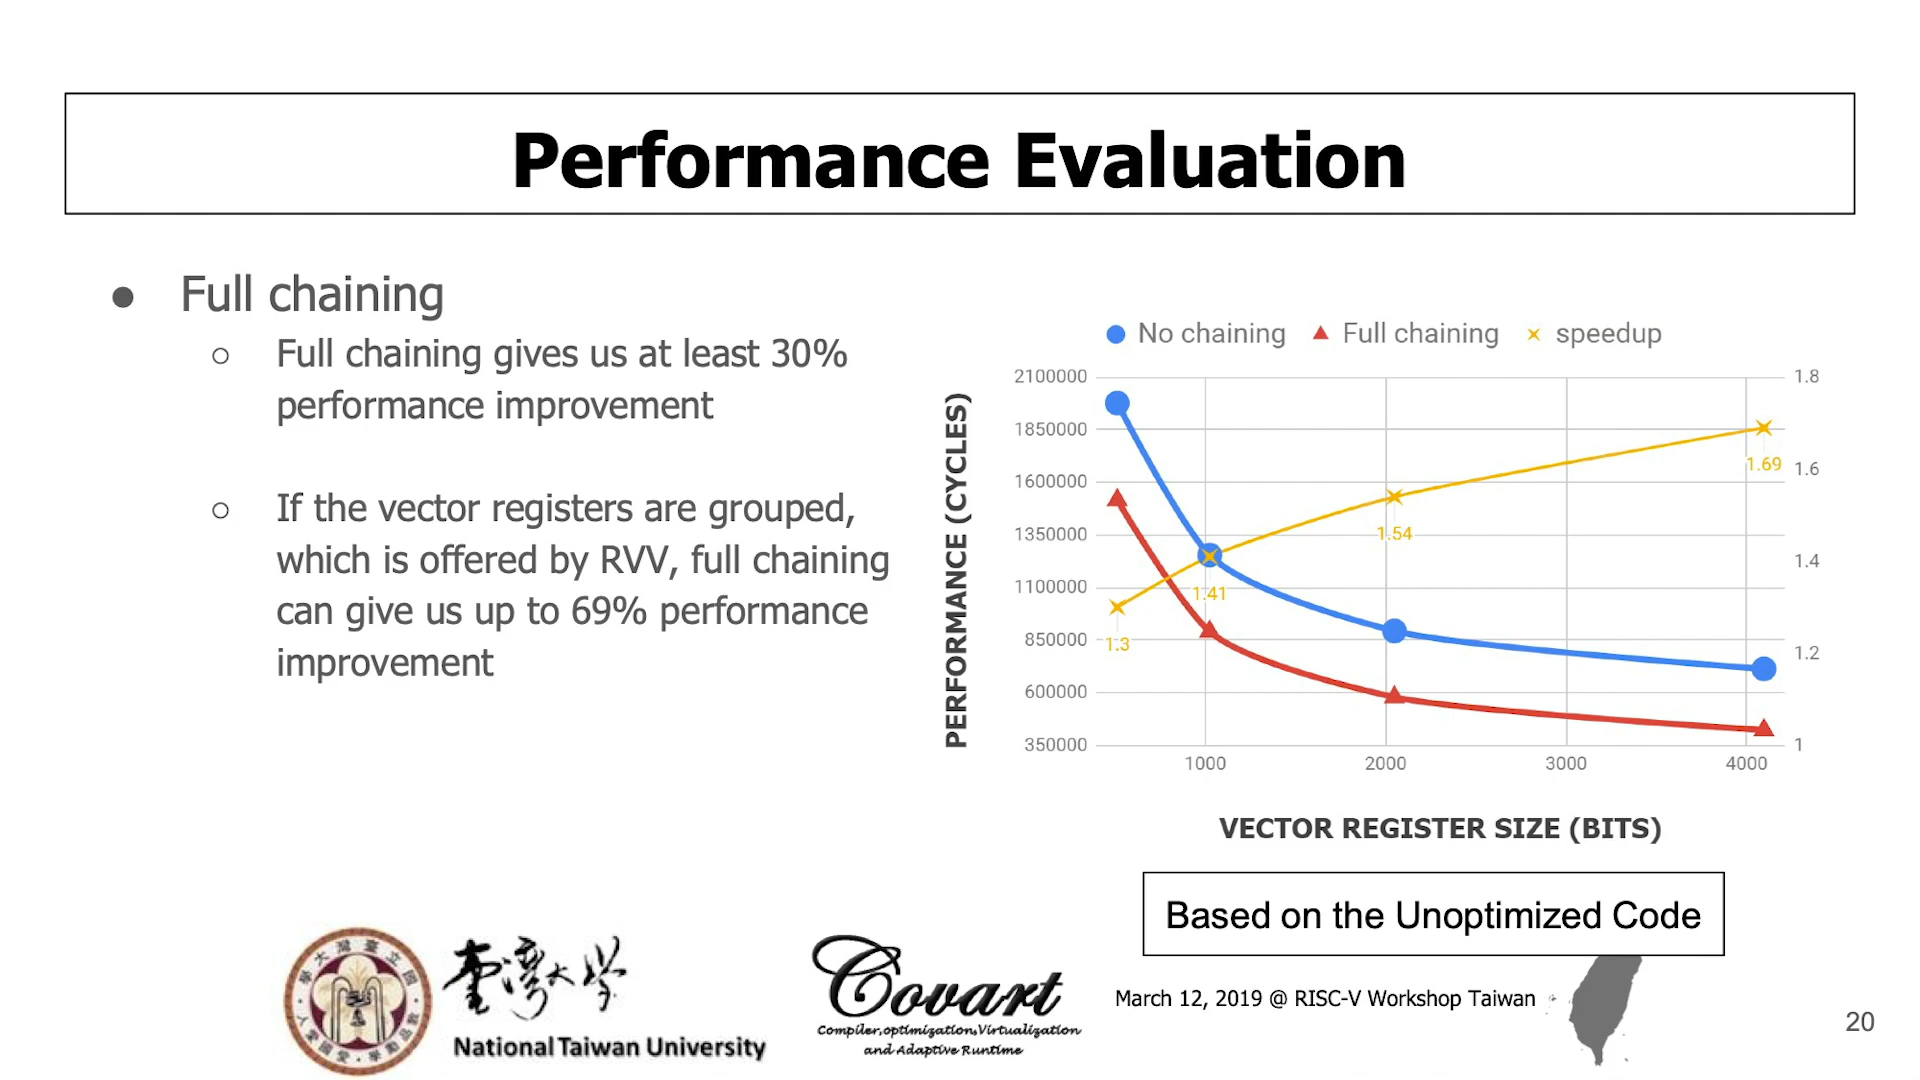 Performance Evaluation
● Full chaining
○ Full chaining gives us at least 30%
performance improvement
○ If the vector registers are grouped,
which is offered by RVV, full chaining
can give us up to 69% performance
improvement
No chaining Full chaining speedup
PERFORMANCE (CYCLES)
2100000
1850000
1600000
1350000
1100000
850000
600000
350000
1.8
1.6
1.4
1.2
1
1.3
1.41
1.54
1.69
1000 2000 3000 4000
VECTOR REGISTER SIZE (BITS)
Based on the Unoptimized Code
臺灣大學
National Taiwan University
Covart
Compiler,optimization,Virtualization
and Adaptive Runtime
March 12, 2019 @ RISC-V Workshop Taiwan
20